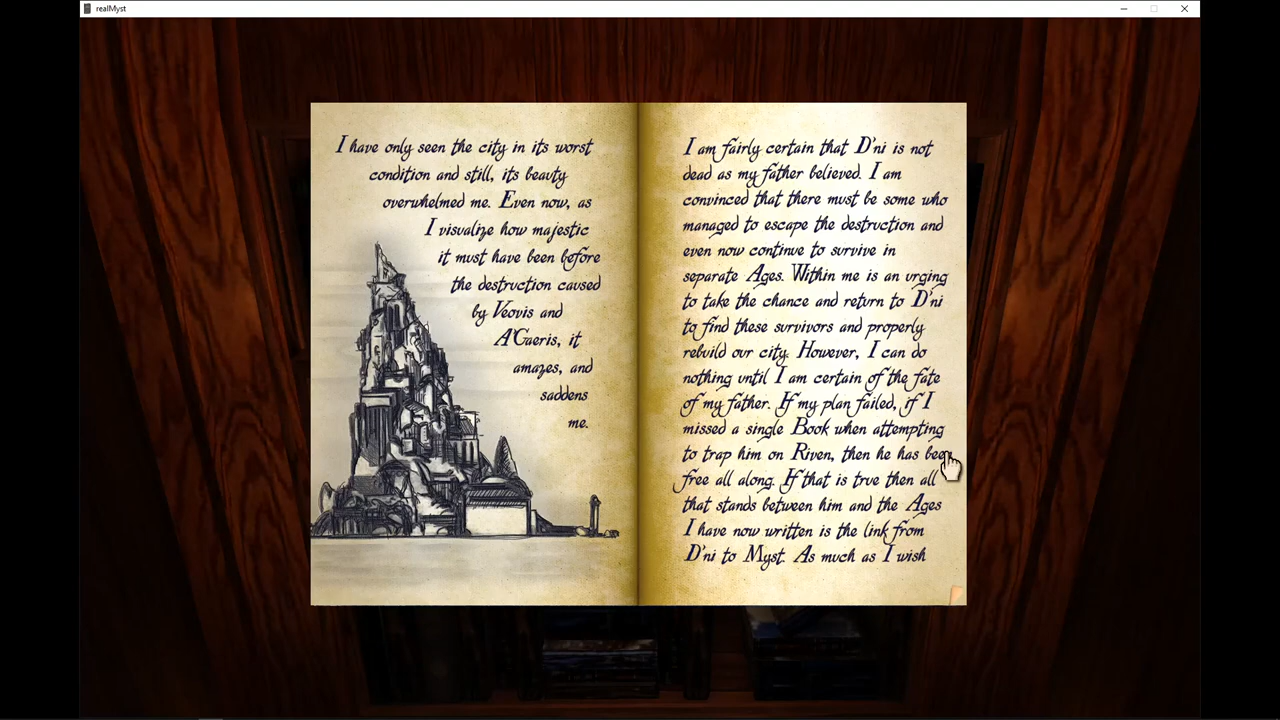 realMyst
I have only seen the city in its worst
condition and still, its beauty
overwhelmed me. Even now, as
I visualize how majestic
it must have been before
the destruction caused
by Veovis and
A'Gaeris, it
amazes, and
saddens
me.
I am fairly certain that D'ni is not
dead as my father believed. I am
convinced that there must be some who
managed to escape the destruction and
even now continue to survive in
separate Ages. Within me is an urging
to take the chance and return to D'ni
to find these survivors and properly
rebuild our city. However, I can do
nothing until I am certain of the fate
of my father. If my plan failed, if I
missed a single Book when attempting
to trap him on Riven, then he has been
free all along. If that is true then all
that stands between him and the Ages
I have now written is the link from
D'ni to Myst. As much as I wish